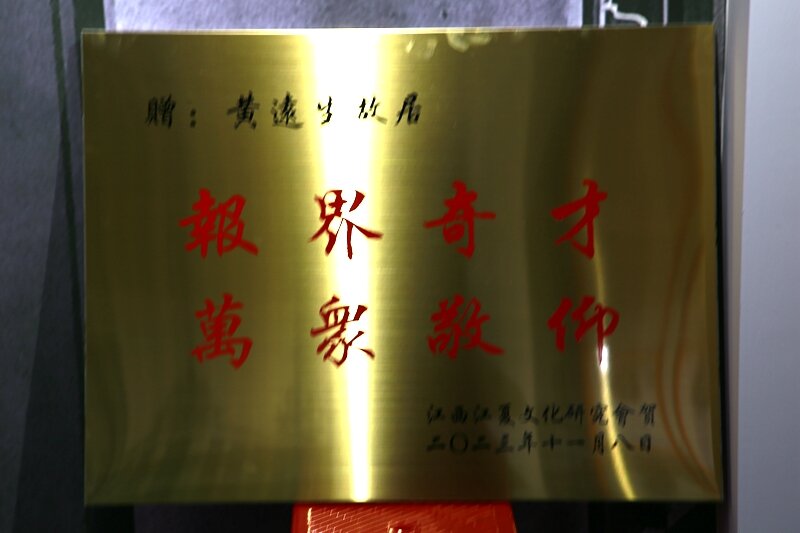 贈：黃遠生故居
報界奇才
萬衆敬仰
江西江夏文化研究會賀
二〇二三年十一月八日